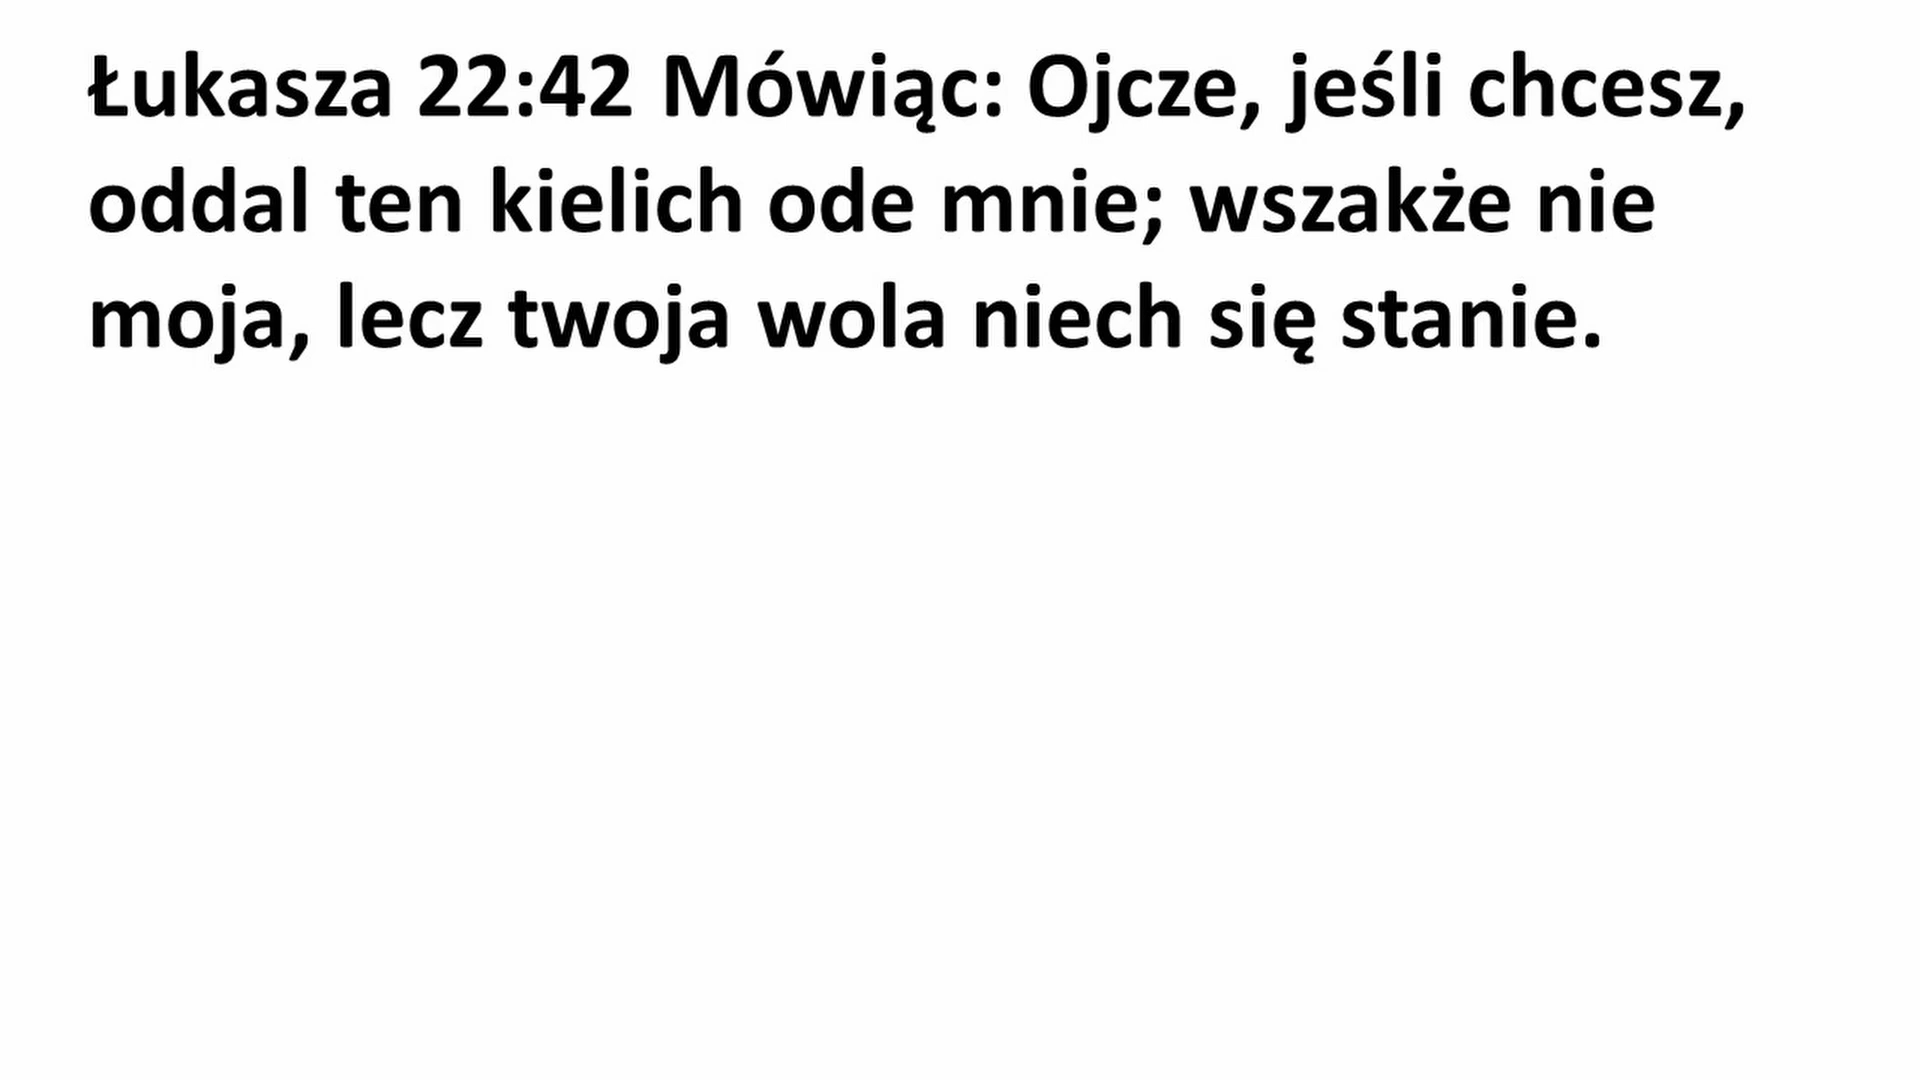 Łukasza 22:42 Mówiąc: Ojcze, jeśli chcesz,
oddal ten kielich ode mnie; wszakże nie
moja, lecz twoja wola niech się stanie.